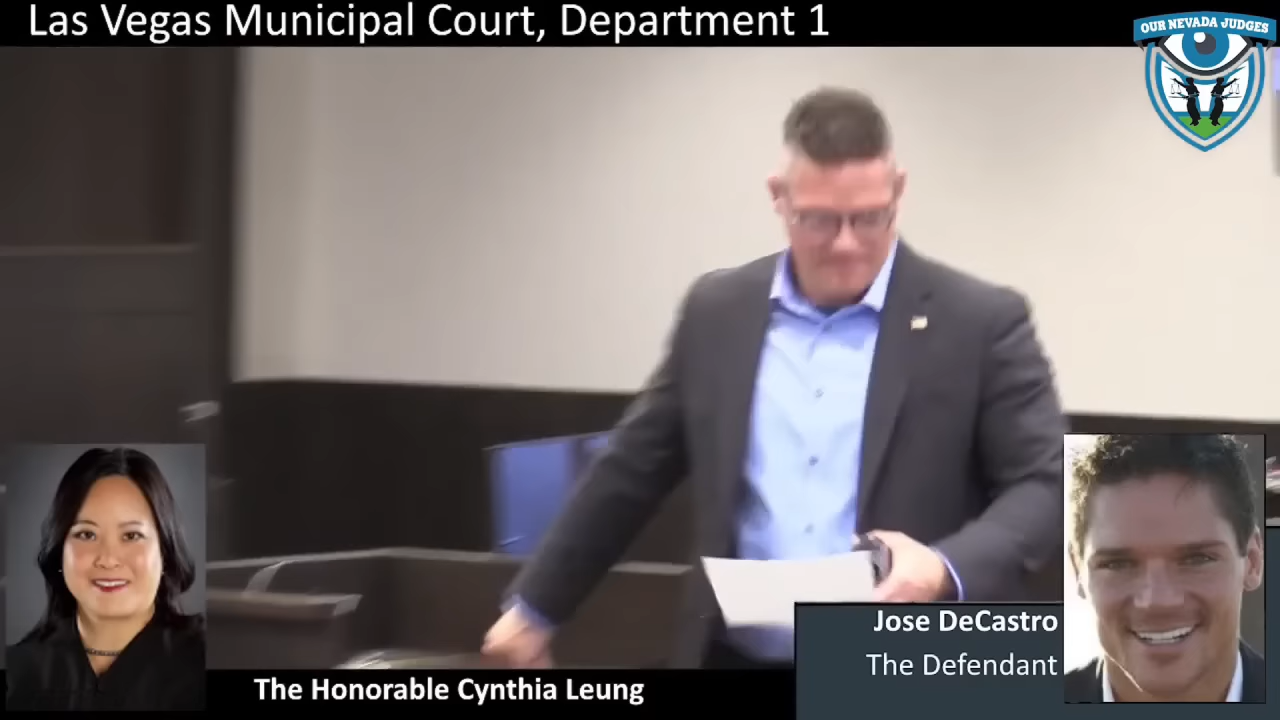 Las Vegas Municipal Court, Department 1
OUR NEVADA JUDGES
Jose DeCastro
The Defendant
The Honorable Cynthia Leung